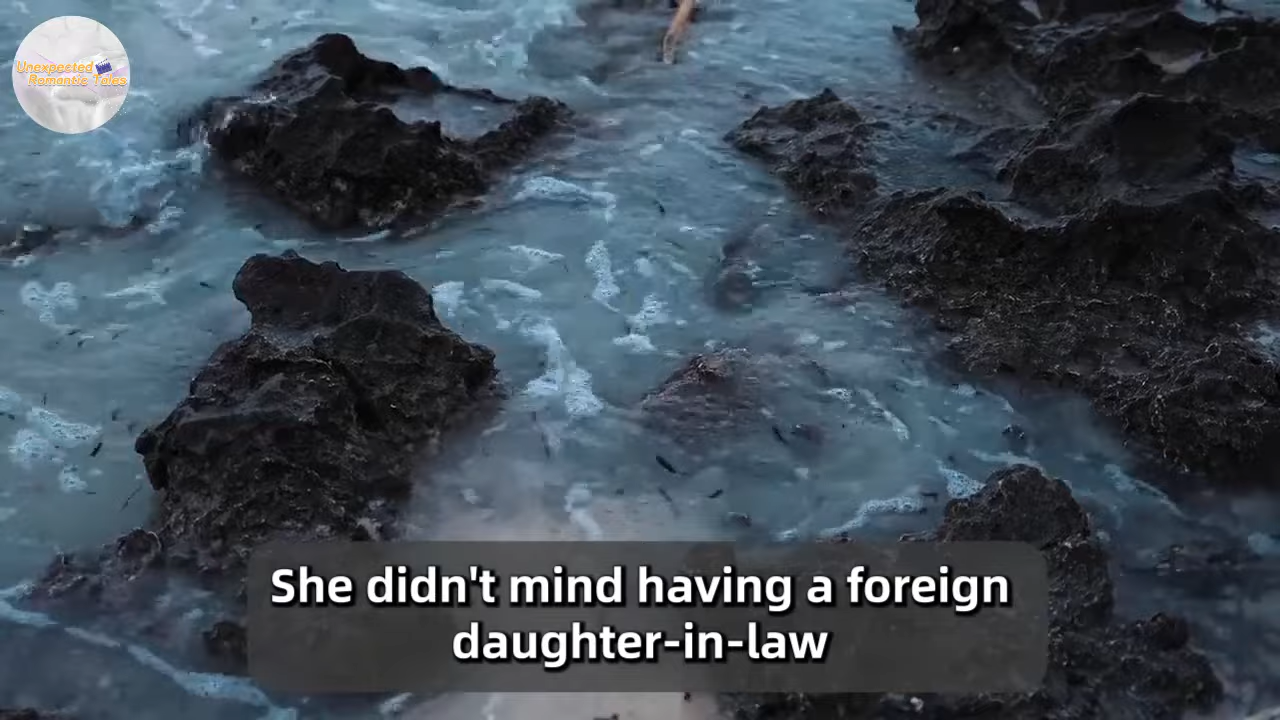 Unexpected
Romantic Tales
She didn't mind having a foreign
daughter-in-law